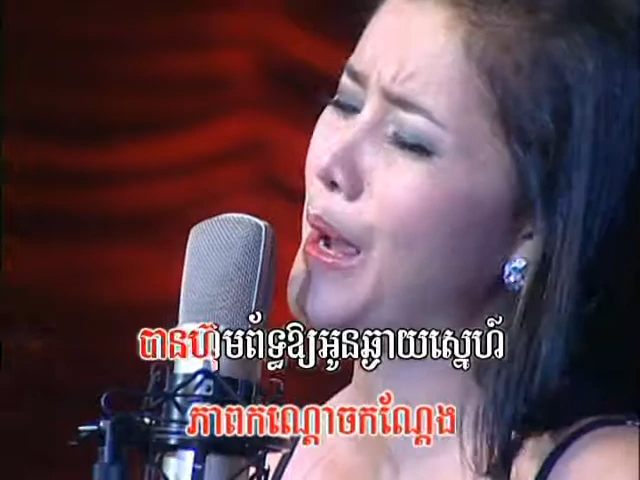 បានហ៊ុមព័ទ្ធឱ្យអូនឆ្ងាយស្នេហ៍
ភាពកណ្ដោចកណ្ដែង